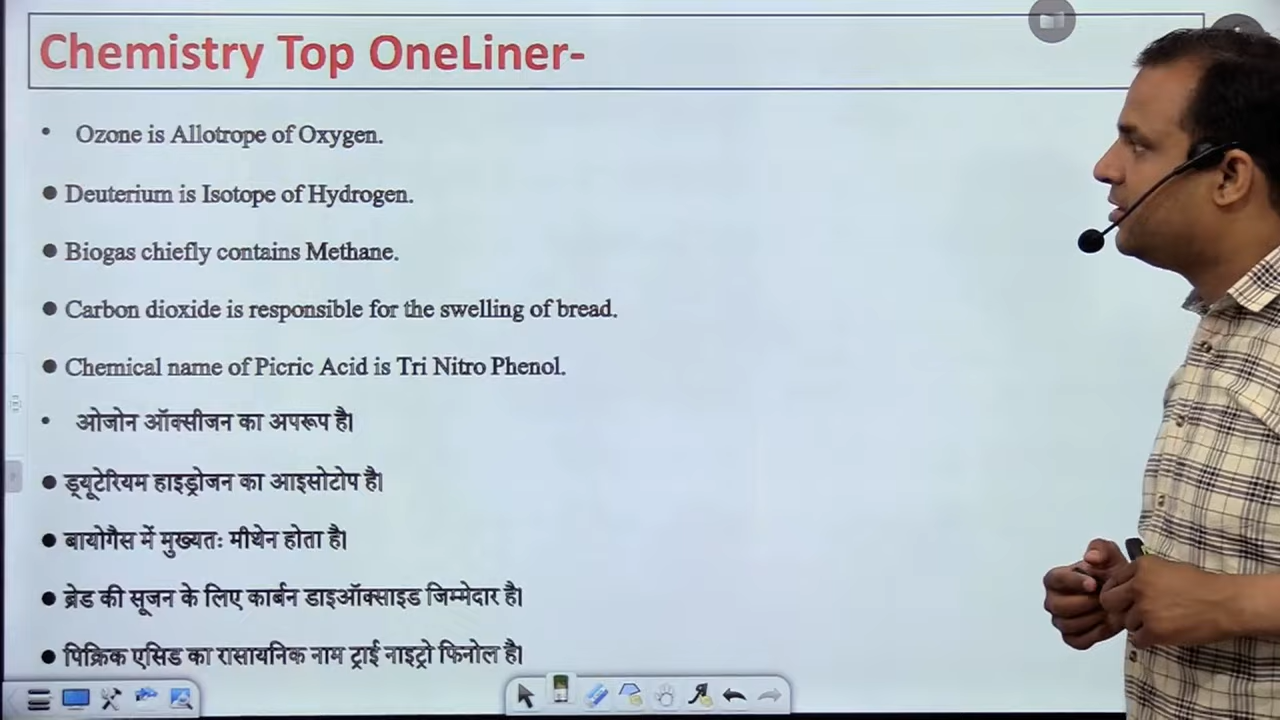 Chemistry Top OneLiner-
• Ozone is Allotrope of Oxygen.
● Deuterium is Isotope of Hydrogen.
● Biogas chiefly contains Methane.
● Carbon dioxide is responsible for the swelling of bread.
● Chemical name of Picric Acid is Tri Nitro Phenol.
• ओजोन ऑक्सीजन का अपरूप है।
● ड्यूटेरियम हाइड्रोजन का आइसोटोप है।
● बायोगैस में मुख्यतः मीथेन होता है।
● ब्रेड की सूजन के लिए कार्बन डाइऑक्साइड जिम्मेदार है।
● पिक्रिक एसिड का रासायनिक नाम ट्राई नाइट्रो फिनोल है।